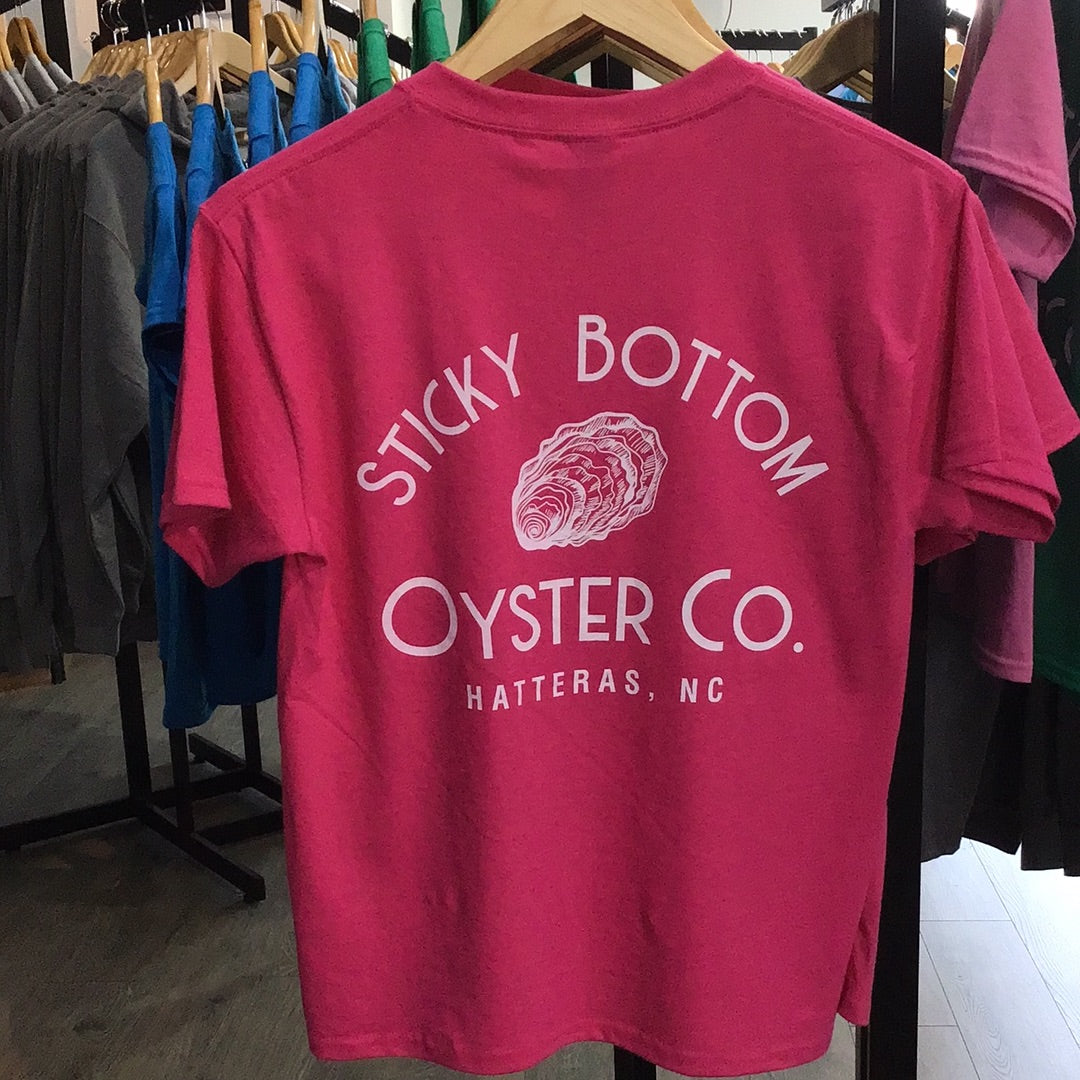 STICKY BOTTOM
OYSTER CO.
HATTERAS, NC